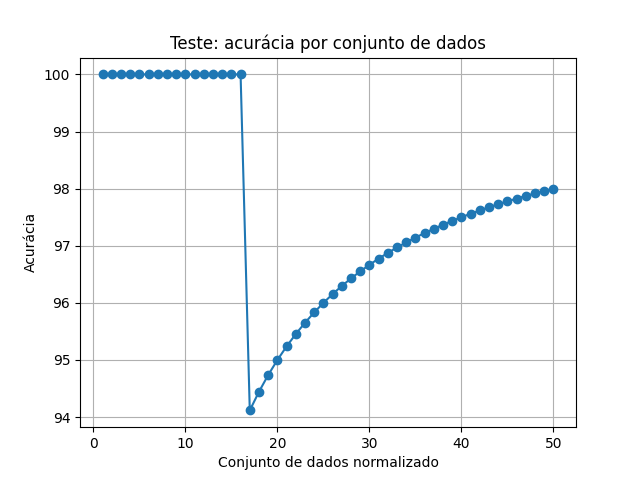 Teste: acurácia por conjunto de dados
100
99
98
97
96
95
94
Acurácia
0 10 20 30 40 50
Conjunto de dados normalizado